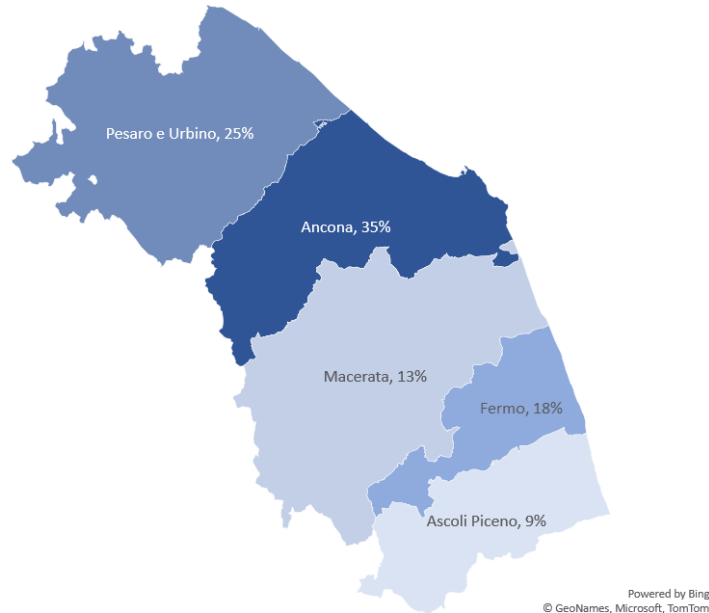 Pesaro e Urbino, 25%
Ancona, 35%
Macerata, 13%
Fermo, 18%
Ascoli Piceno, 9%
Powered by Bing
© GeoNames, Microsoft, TomTom